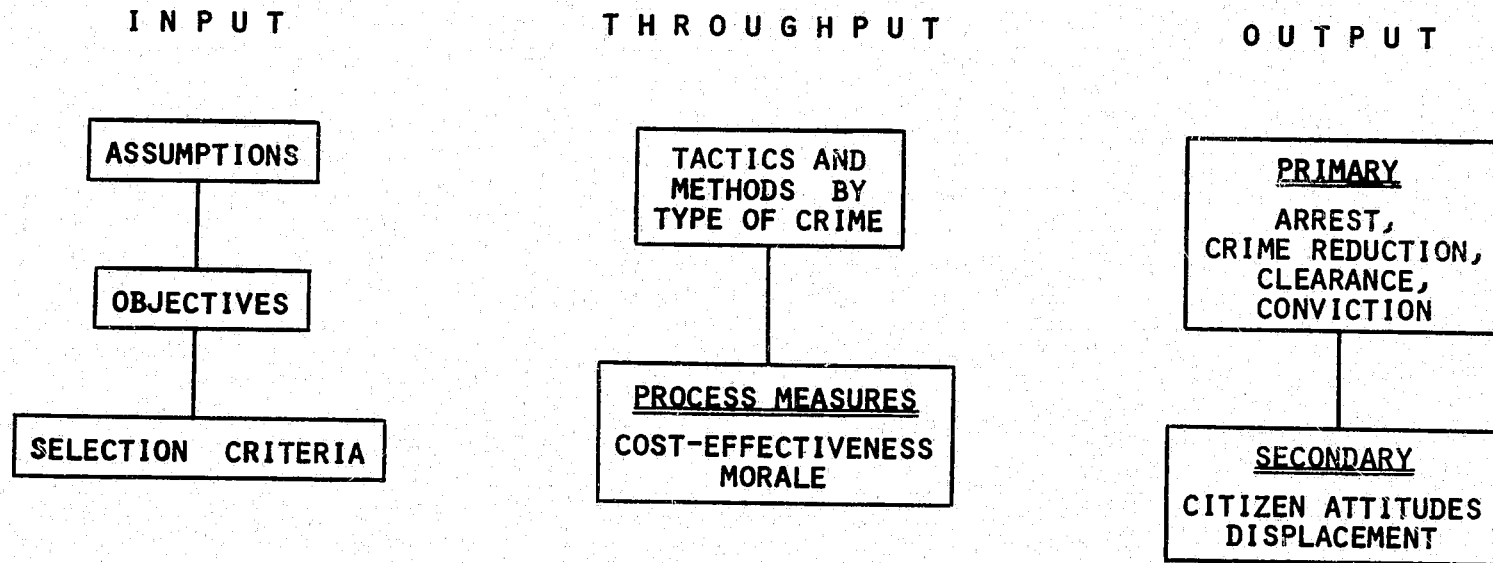 INPUT
ASSUMPTIONS
OBJECTIVES
SELECTION CRITERIA
THROUGHPUT
TACTICS AND
METHODS BY
TYPE OF CRIME
PROCESS MEASURES
COST-EFFECTIVENESS
MORALE
OUTPUT
PRIMARY
ARREST,
CRIME REDUCTION,
CLEARANCE,
CONVICTION
SECONDARY
CITIZEN ATTITUDES
DISPLACEMENT